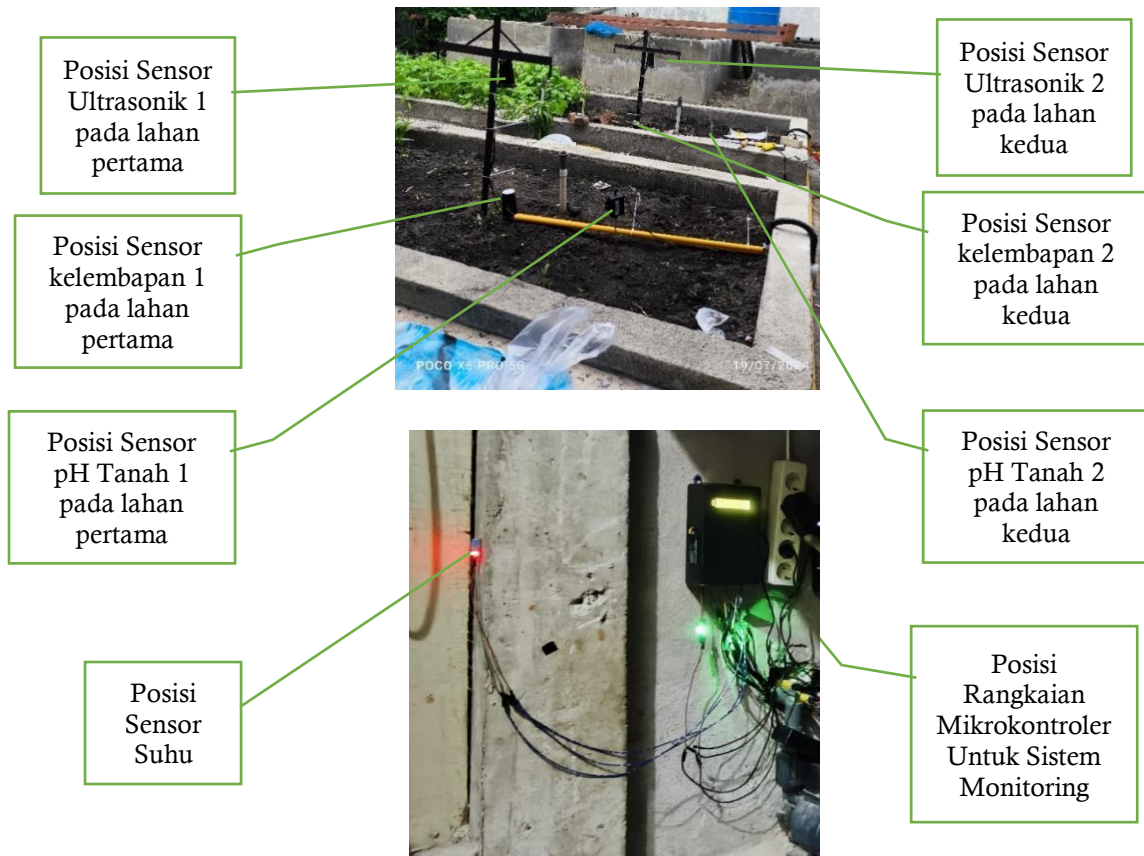 Posisi Sensor
Ultrasonik 1
pada lahan
pertama
Posisi Sensor
Ultrasonik 2
pada lahan
kedua
Posisi Sensor
kelembapan 1
pada lahan
pertama
Posisi Sensor
kelembapan 2
pada lahan
kedua
POCO X6 PRO 5G
19/07/2024
Posisi Sensor
pH Tanah 1
pada lahan
pertama
Posisi Sensor
pH Tanah 2
pada lahan
kedua
Posisi
Sensor
Suhu
Posisi
Rangkaian
Mikrokontroler
Untuk Sistem
Monitoring